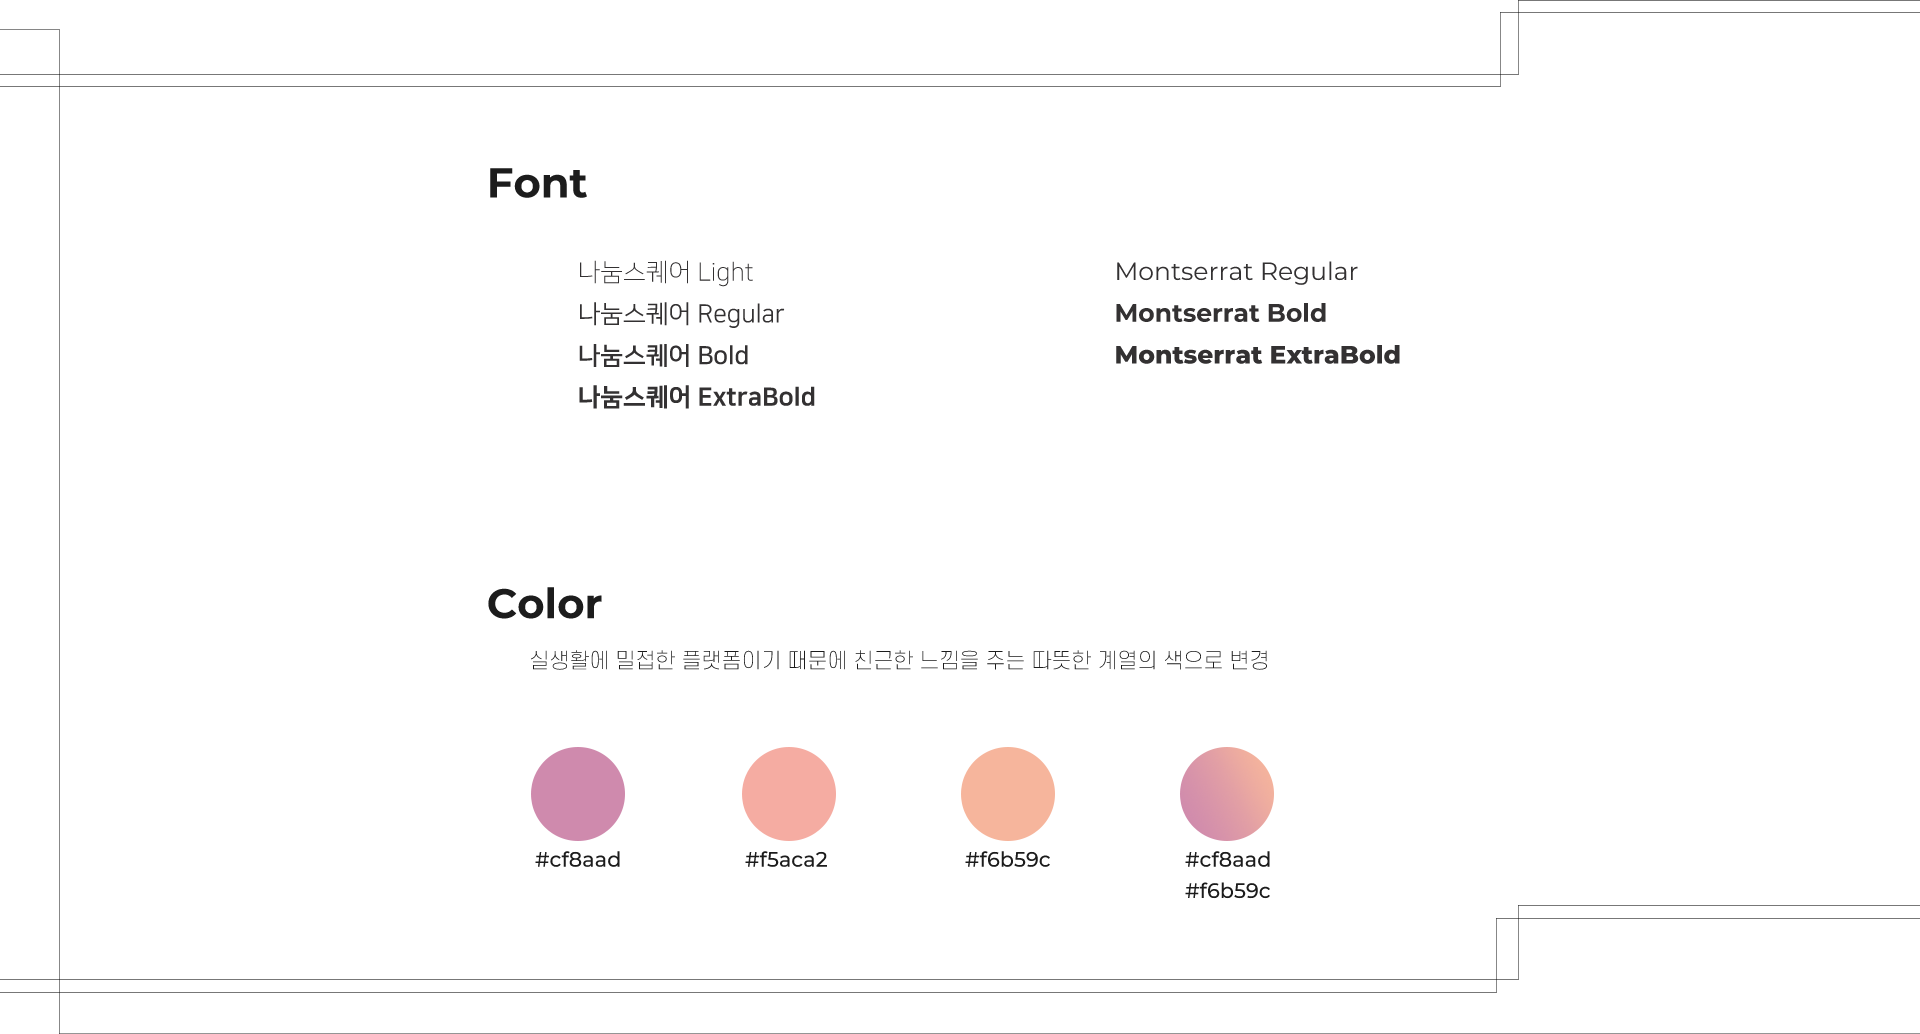 Font
나눔스퀘어 Light
나눔스퀘어 Regular
나눔스퀘어 Bold
나눔스퀘어 ExtraBold
Montserrat Regular
Montserrat Bold
Montserrat ExtraBold
Color
실생활에 밀접한 플랫폼이기 때문에 친근한 느낌을 주는 따뜻한 계열의 색으로 변경
#cf8aad
#f5aca2
#f6b59c
#cf8aad
#f6b59c